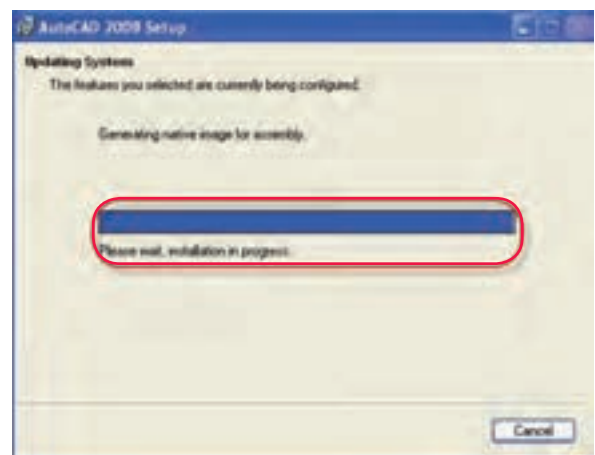 AutoCAD 2009 Setup
Updating System
The features you selected are currently being configured.
Generating native image for assembly.
Please wait, installation in progress.
Cancel